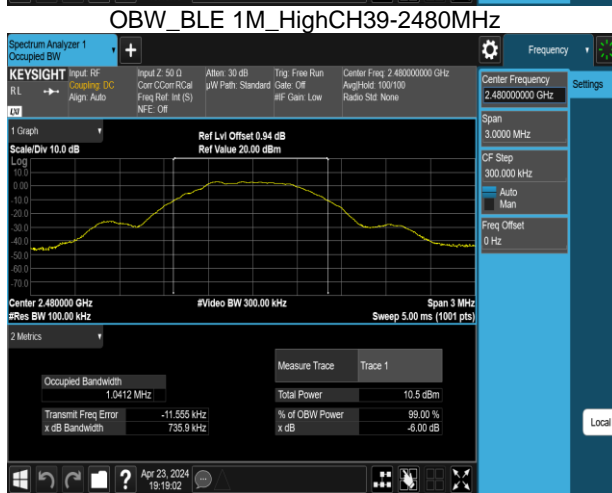 OBW_BLE 1M_HighCH39-2480MHz
Spectrum Analyzer 1
Occupied BW
Frequency
KEYSIGHT
RL
LXI
Input: RF
Coupling: DC
Align: Auto
Input Z: 50 Ω
Corr CCorr RCal
Freq Ref: Int (S)
NFE: Off
Atten: 30 dB
µW Path: Standard
Trig: Free Run
Gate: Off
#IF Gain: Low
Center Freq: 2.480000000 GHz
Avg|Hold: 100/100
Radio Std: None
Center Frequency
2.480000000 GHz
Settings
Span
3.0000 MHz
CF Step
300.000 kHz
Auto
Man
Freq Offset
0 Hz
Local
1 Graph
Scale/Div 10.0 dB
Ref Lvl Offset 0.94 dB
Ref Value 20.00 dBm
Log
10.0
0.00
-10.0
-20.0
-30.0
-40.0
-50.0
-60.0
-70.0
Center 2.480000 GHz
#Video BW 300.00 kHz
Span 3 MHz
#Res BW 100.00 kHz
Sweep 5.00 ms (1001 pts)
2 Metrics
Measure Trace Trace 1
Occupied Bandwidth
1.0412 MHz
Total Power 10.5 dBm
Transmit Freq Error -11.555 kHz
% of OBW Power 99.00 %
x dB Bandwidth 735.9 kHz
x dB -6.00 dB
?
Apr 23, 2024
19:19:02